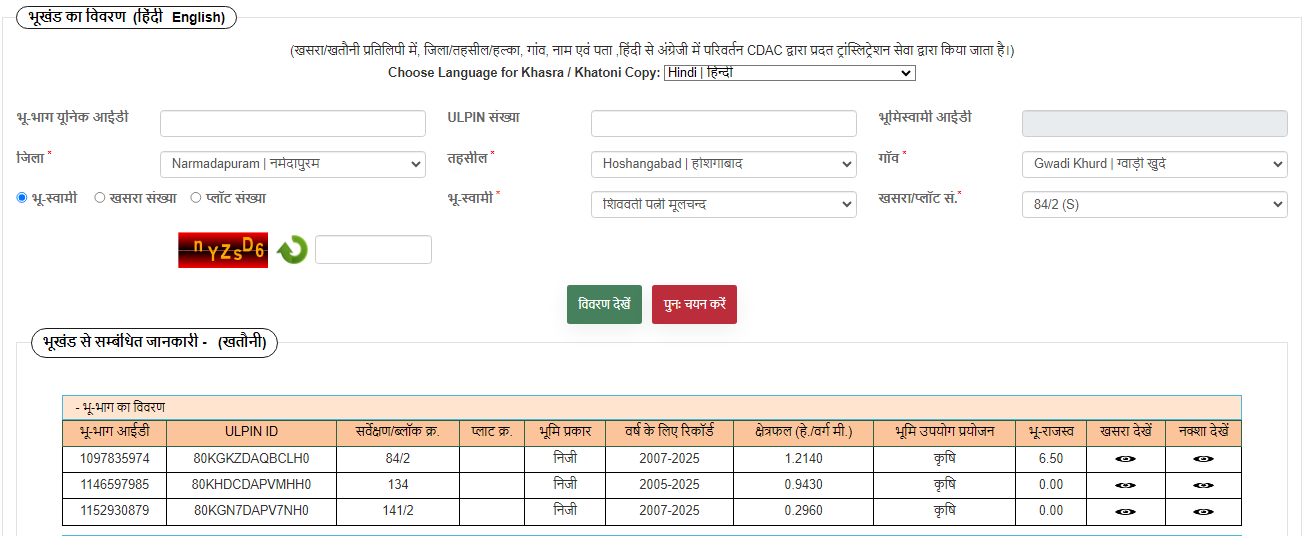 भूखंड का विवरण (हिंदी English)
(खसरा/खतौनी प्रतिलिपी में, जिला/तहसील/हल्का, गांव, नाम एवं पता ,हिंदी से अंग्रेजी में परिवर्तन CDAC द्वारा प्रदत ट्रांस्लिट्रेशन सेवा द्वारा किया जाता है।)
Choose Language for Khasra / Khatoni Copy: Hindi | हिन्दी
भू-भाग यूनिक आईडी ULPIN संख्या भूमिस्वामी आईडी
जिला * Narmadapuram | नर्मदापुरम तहसील * Hoshangabad | होशंगाबाद गाँव * Gwadi Khurd | ग्वाड़ी खुर्द
भू-स्वामी खसरा संख्या प्लॉट संख्या भू-स्वामी * शिववती पत्नी मूलचन्द खसरा/प्लॉट सं.* 84/2 (S)
nYZsD6
विवरण देखें पुनः चयन करें
भूखंड से सम्बंधित जानकारी - (खतौनी)
- भू-भाग का विवरण
भू-भाग आईडी ULPIN ID सर्वेक्षण/ब्लॉक क्र. प्लाट क्र. भूमि प्रकार वर्ष के लिए रिकॉर्ड क्षेत्रफल (हे./वर्ग मी.) भूमि उपयोग प्रयोजन भू-राजस्व खसरा देखें नक्शा देखें
1097835974 80KGKZDAQBCLH0 84/2 निजी 2007-2025 1.2140 कृषि 6.50
1146597985 80KHDCDAPVMHH0 134 निजी 2005-2025 0.9430 कृषि 0.00
1152930879 80KGN7DAPV7NH0 141/2 निजी 2007-2025 0.2960 कृषि 0.00